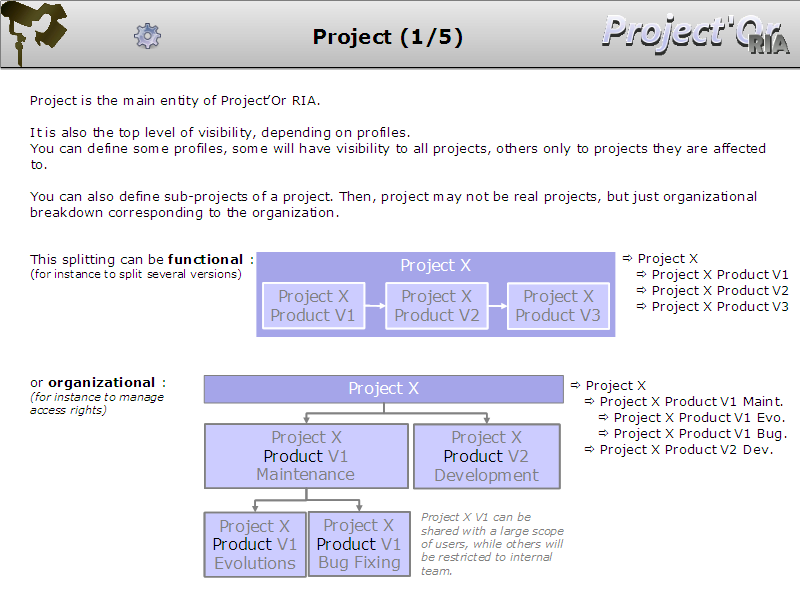 Project (1/5)
Project'Or
RIA
Project is the main entity of Project'Or RIA.
It is also the top level of visibility, depending on profiles.
You can define some profiles, some will have visibility to all projects, others only to projects they are affected
to.
You can also define sub-projects of a project. Then, project may not be real projects, but just organizational
breakdown corresponding to the organization.
This splitting can be functional :
(for instance to split several versions)
Project X
Project X
Product V1
Project X
Product V2
Project X
Product V3
⇨ Project X
⇨ Project X Product V1
⇨ Project X Product V2
⇨ Project X Product V3
or organizational :
(for instance to manage
access rights)
Project X
Project X
Product V1
Maintenance
Project X
Product V2
Development
Project X
Product V1
Evolutions
Project X
Product V1
Bug Fixing
⇨ Project X
⇨ Project X Product V1 Maint.
⇨ Project X Product V1 Evo.
⇨ Project X Product V1 Bug.
⇨ Project X Product V2 Dev.
Project X V1 can be
shared with a large scope
of users, while others will
be restricted to internal
team.